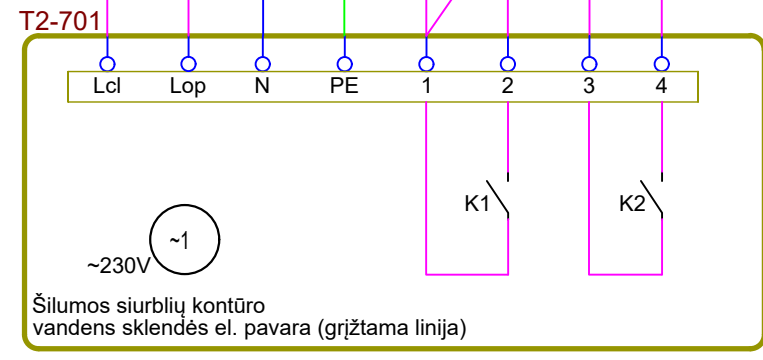 T2-701
Lcl Lop N PE 1 2 3 4
K1 K2
~1
~230V
Šilumos siurblių kontūro
vandens sklendės el. pavara (grįžtama linija)